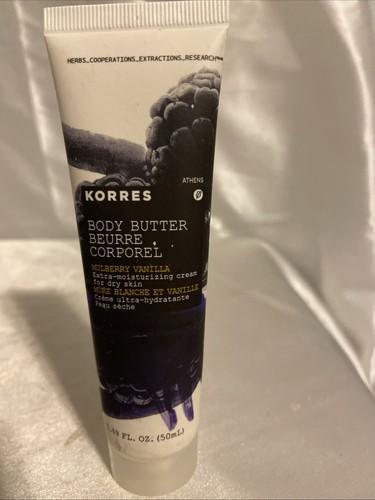 HERBS_COOPERATIONS_EXTRACTIONS_RESEARCH
ATHENS
KORRES
BODY BUTTER
BEURRE
CORPOREL
MULBERRY VANILLA
Extra-moisturizing cream
for dry skin
MÛRE BLANCHE ET VANILLE
Crème ultra-hydratante
Peau sèche
1.69 FL. OZ. (50mL)